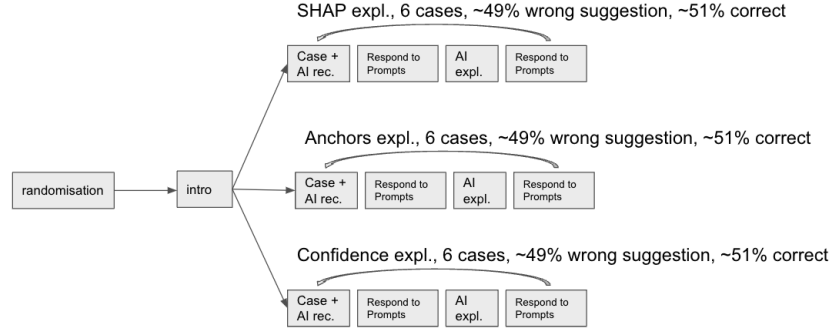 SHAP expl., 6 cases, ~49% wrong suggestion, ~51% correct
Case +
AI rec.
Respond to
Prompts
AI
expl.
Respond to
Prompts
Anchors expl., 6 cases, ~49% wrong suggestion, ~51% correct
randomisation
intro
Case +
AI rec.
Respond to
Prompts
AI
expl.
Respond to
Prompts
Confidence expl., 6 cases, ~49% wrong suggestion, ~51% correct
Case +
AI rec.
Respond to
Prompts
AI
expl.
Respond to
Prompts